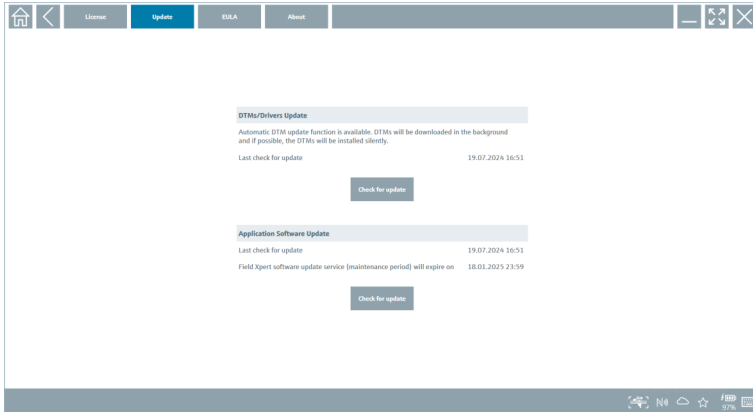 License
Update
EULA
About
DTMs/Drivers Update
Automatic DTM update function is available. DTMs will be downloaded in the background
and if possible, the DTMs will be installed silently.
Last check for update 19.07.2024 16:51
Check for update
Application Software Update
Last check for update 19.07.2024 16:51
Field Xpert software update service (maintenance period) will expire on 18.01.2025 23:59
Check for update
97%